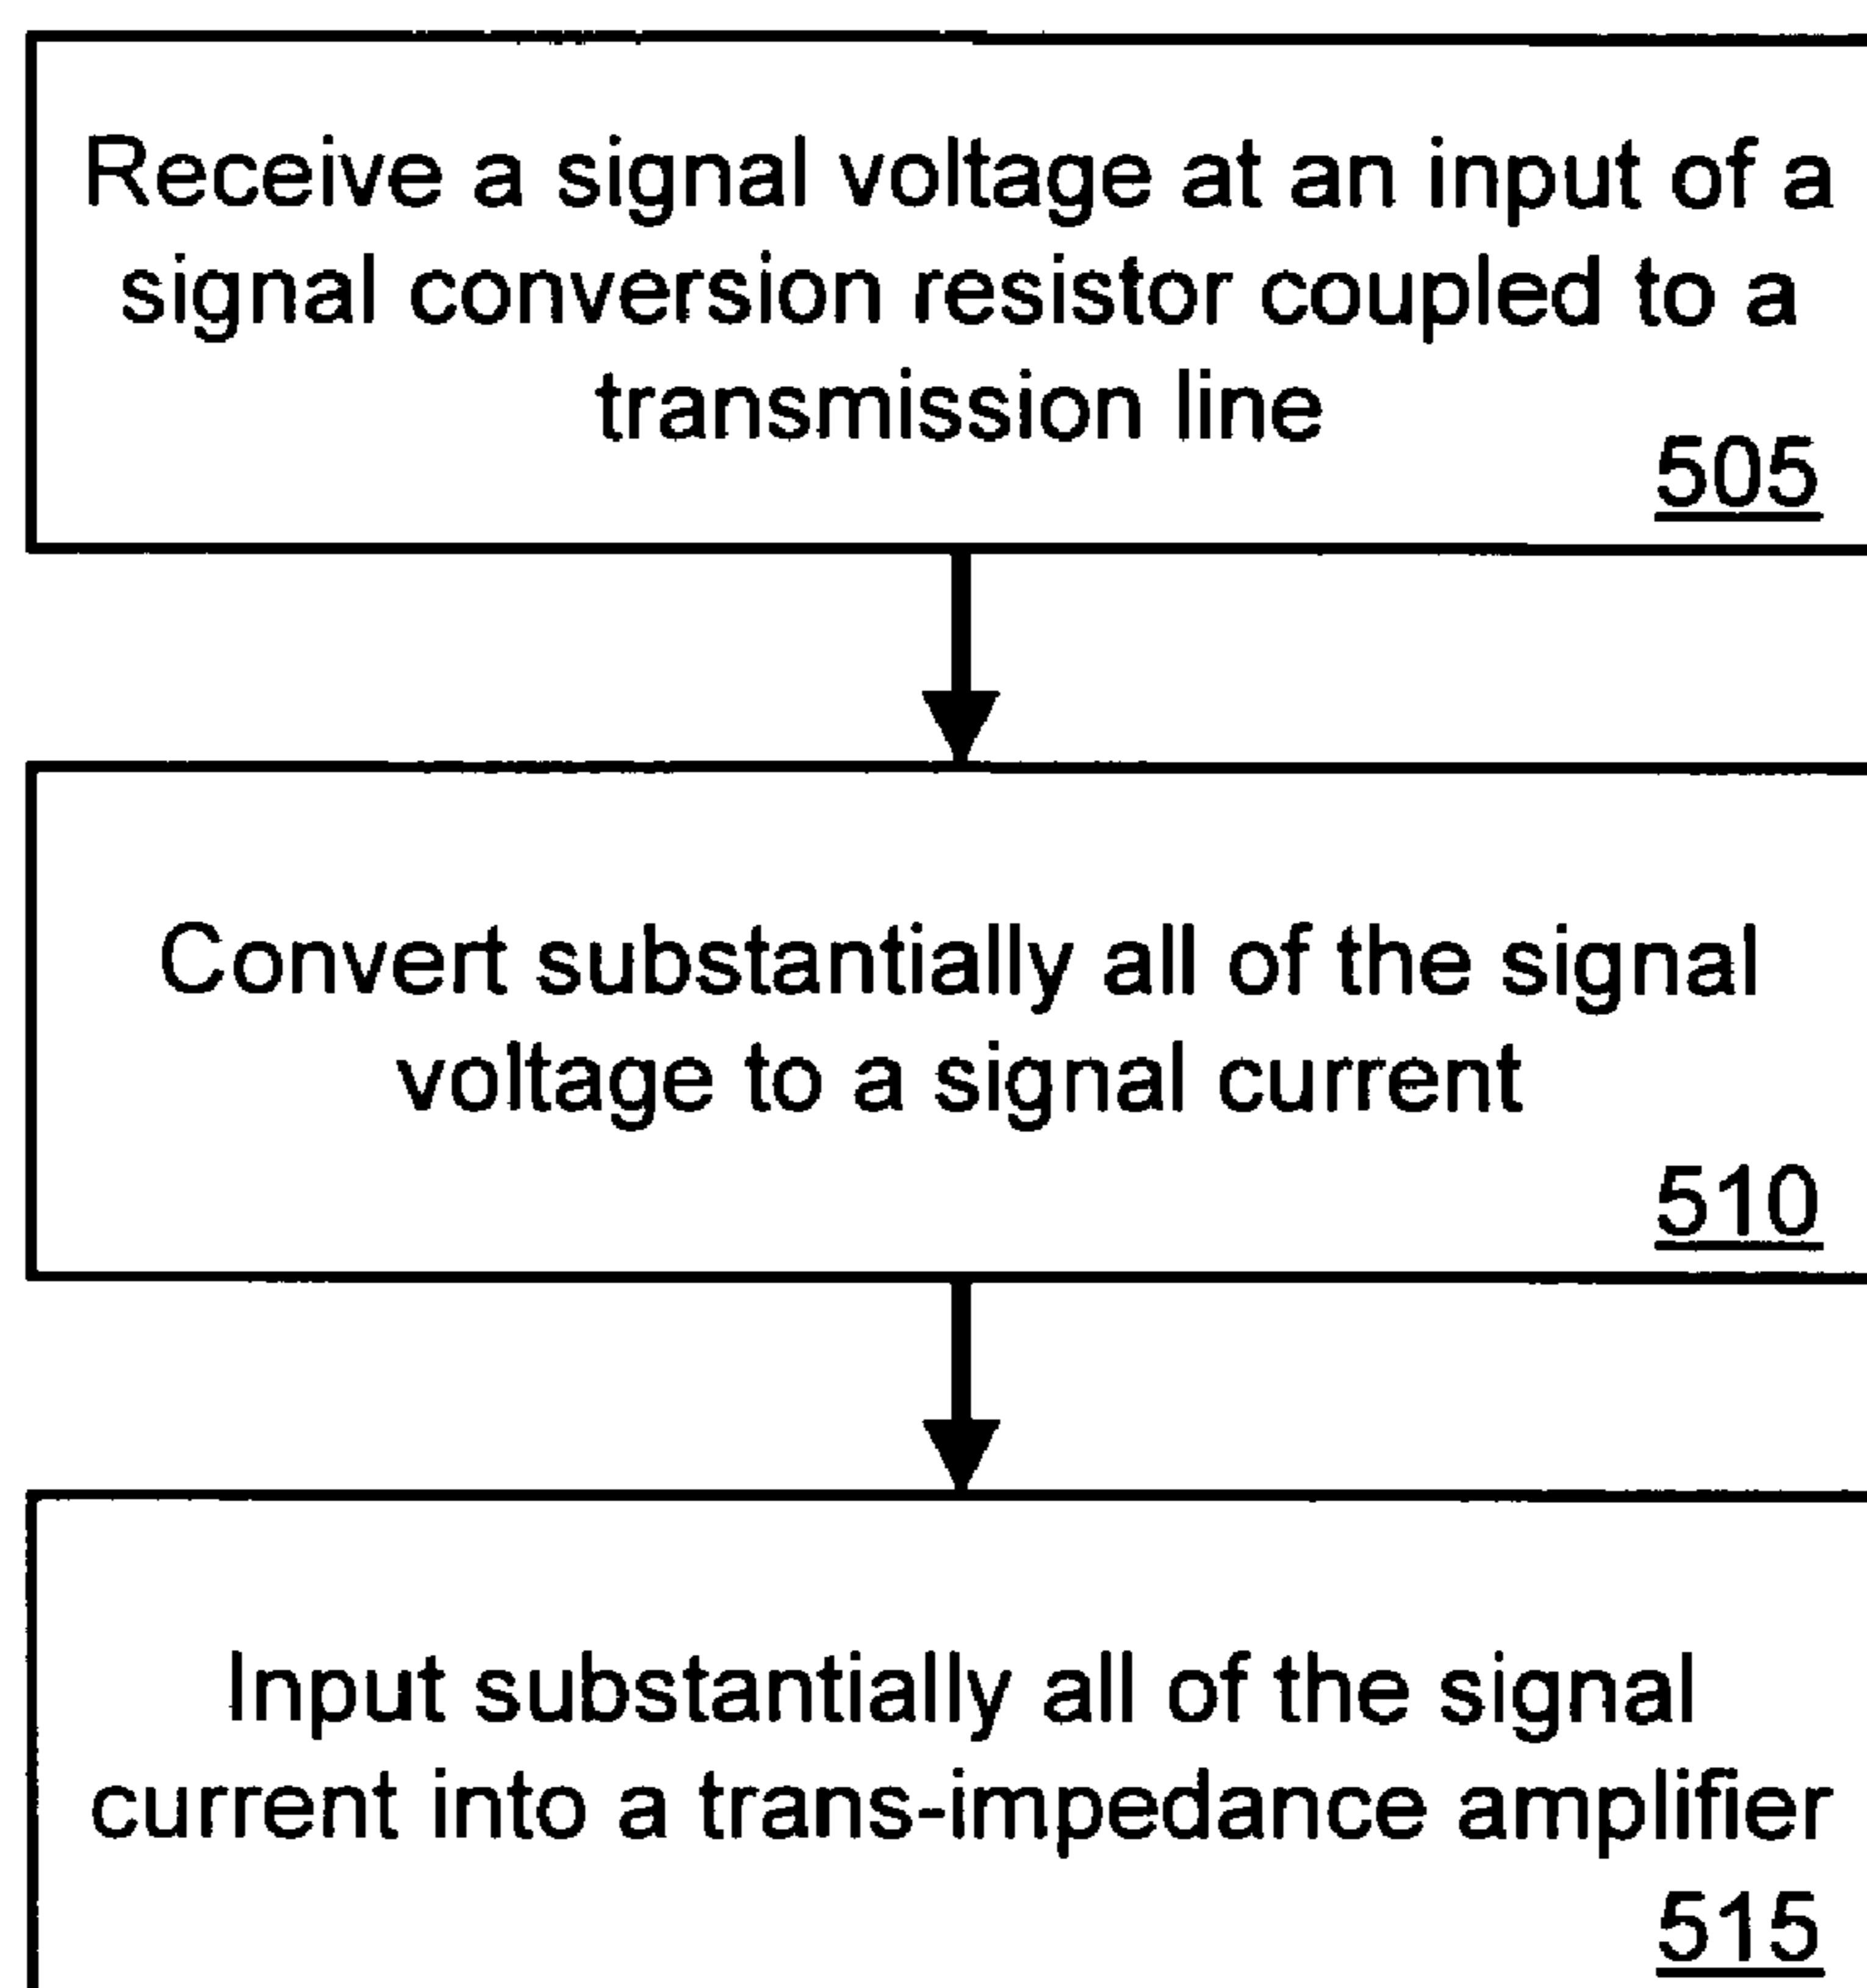 Receive a signal voltage at an input of a
signal conversion resistor coupled to a
transmission line
505
Convert substantially all of the signal
voltage to a signal current
510
Input substantially all of the signal
current into a trans-impedance amplifier
515